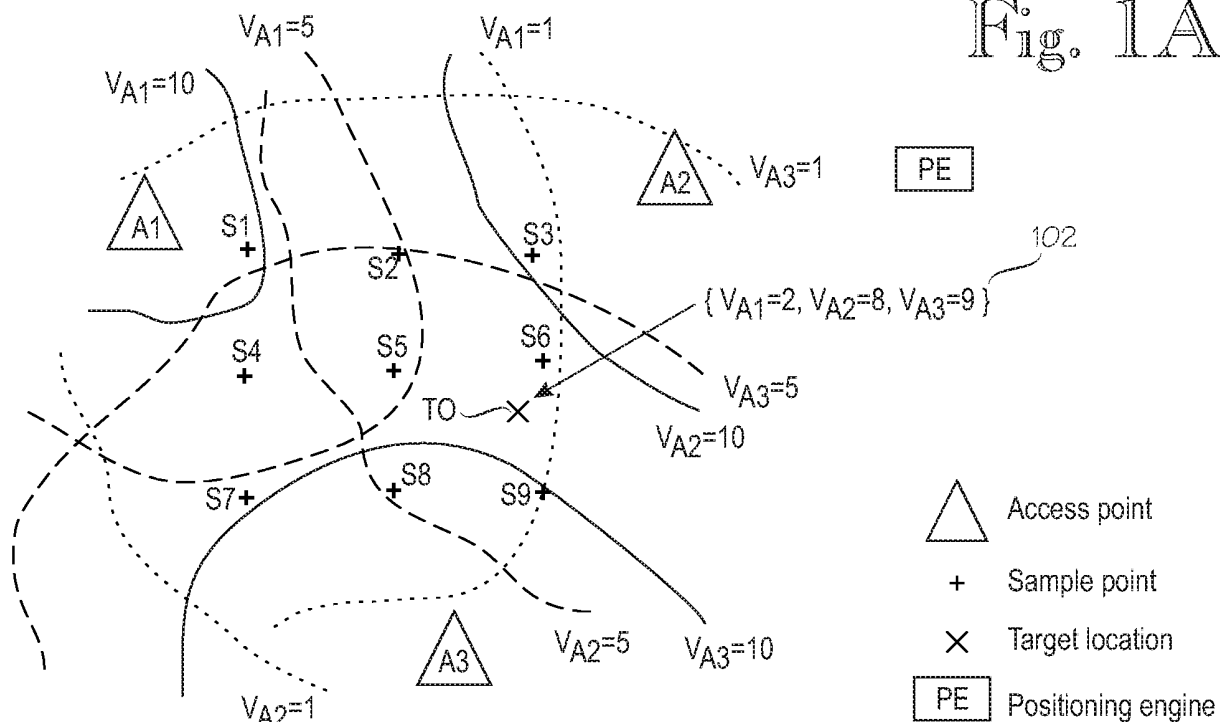 Fig. 1A
VA1=5
VA1=1
VA1=10
A1
A2
VA3=1
PE
S1
S2
S3
102
{ VA1=2, VA2=8, VA3=9 }
S4
S5
S6
TO
VA3=5
VA2=10
S7
S8
S9
Access point
Sample point
VA2=5
VA3=10
A3
Target location
VA2=1
PE
Positioning engine